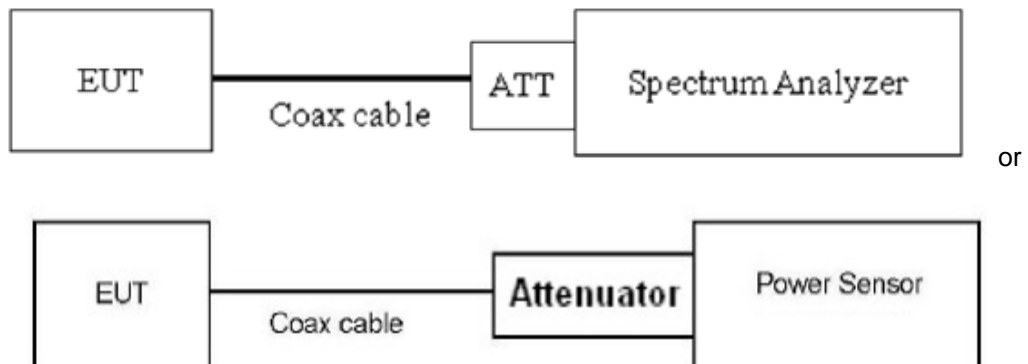 EUT
Coax cable
ATT
Spectrum Analyzer
or
EUT
Coax cable
Attenuator
Power Sensor